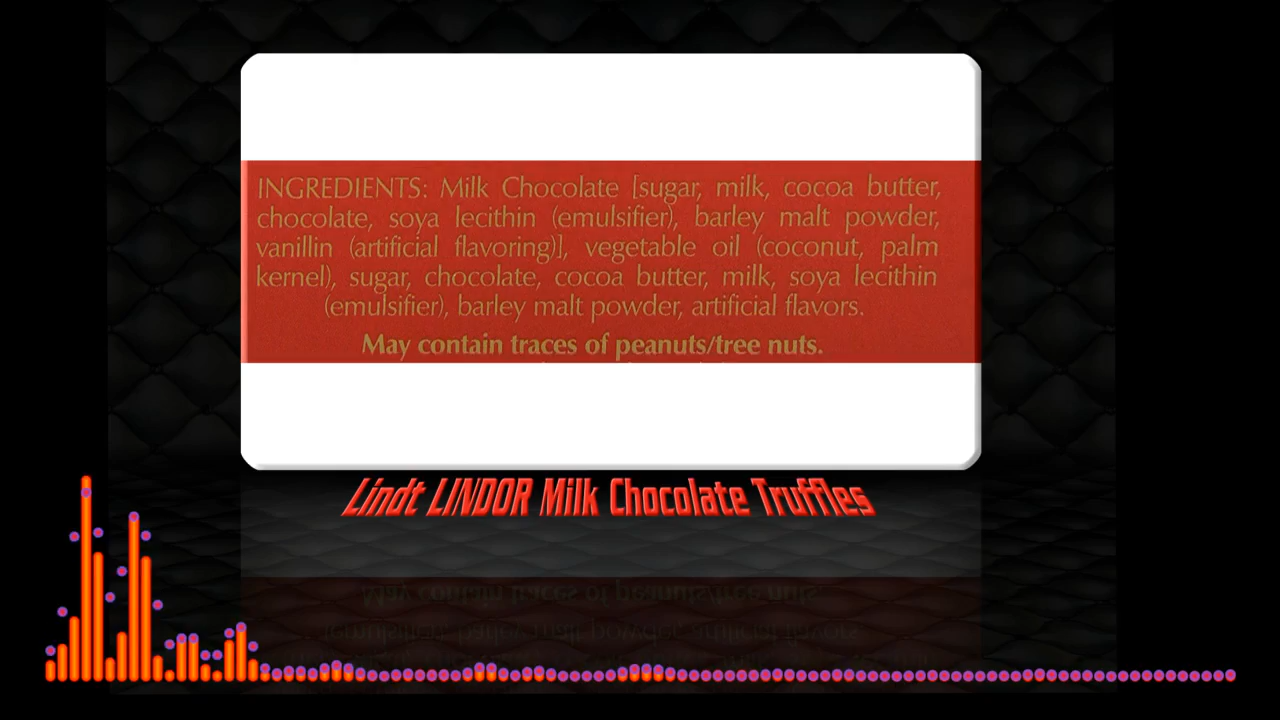 INGREDIENTS: Milk Chocolate [sugar, milk, cocoa butter,
chocolate, soya lecithin (emulsifier), barley malt powder,
vanillin (artificial flavoring)], vegetable oil (coconut, palm
kernel), sugar, chocolate, cocoa butter, milk, soya lecithin
(emulsifier), barley malt powder, artificial flavors.
May contain traces of peanuts/tree nuts.
Lindt LINDOR Milk Chocolate Truffles